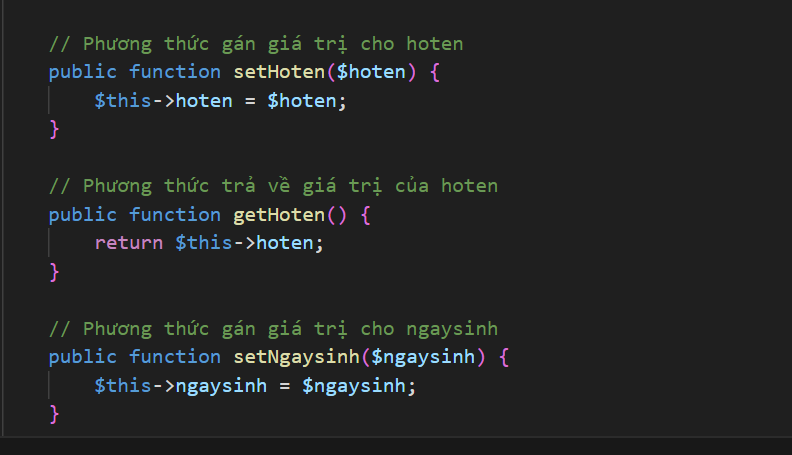 // Phương thức gán giá trị cho hoten
public function setHoten($hoten) {
$this->hoten = $hoten;
}
// Phương thức trả về giá trị của hoten
public function getHoten() {
return $this->hoten;
}
// Phương thức gán giá trị cho ngaysinh
public function setNgaysinh($ngaysinh) {
$this->ngaysinh = $ngaysinh;
}